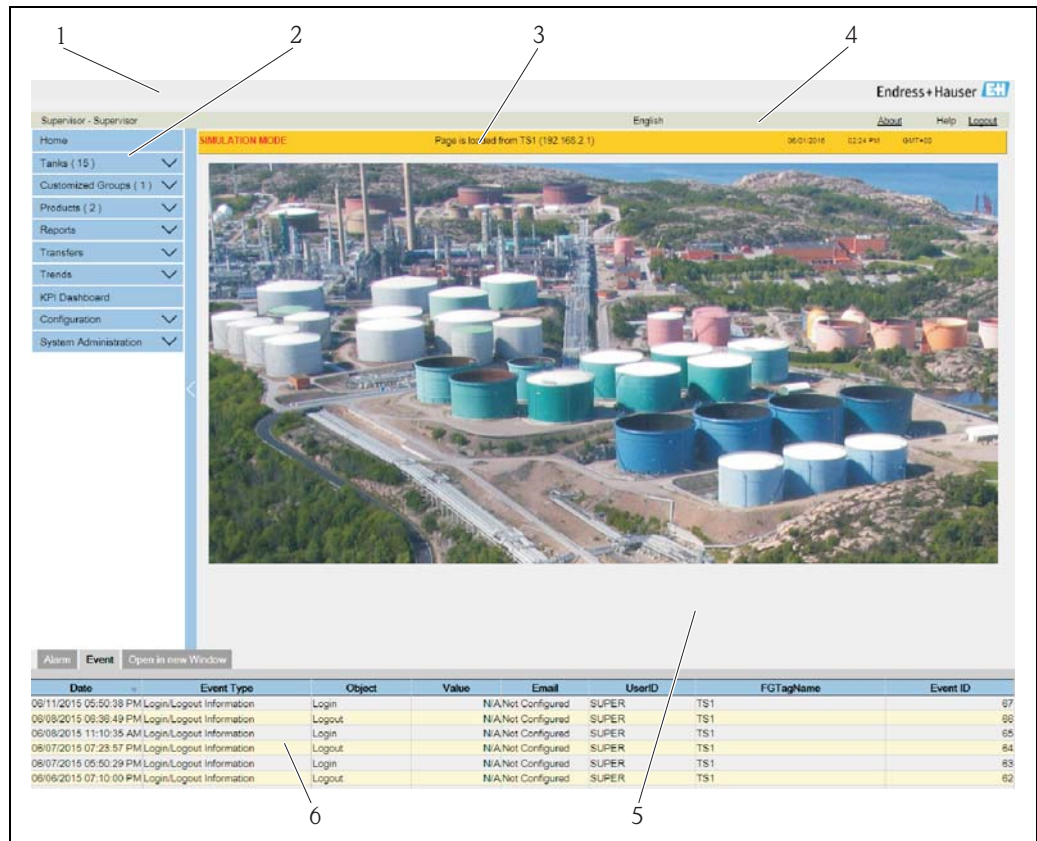 1 2 3 4
Endress+Hauser EH
Supervisor - Supervisor English About Help Logout
Home
SIMULATION MODE Page is loaded from TS1 (192.168.2.1) 06/01/2016 02:24 PM GMT+00
Tanks ( 15 )
Customized Groups ( 1 )
Products ( 2 )
Reports
Transfers
Trends
KPI Dashboard
Configuration
System Administration
Alarm Event Open in new Window
Date Event Type Object Value Email UserID FGTagName Event ID
06/11/2015 05:50:38 PM Login/Logout Information Login N/A Not Configured SUPER TS1 67
06/08/2015 06:36:49 PM Login/Logout Information Logout N/A Not Configured SUPER TS1 66
06/08/2015 11:10:35 AM Login/Logout Information Login N/A Not Configured SUPER TS1 65
06/07/2015 07:23:57 PM Login/Logout Information Logout N/A Not Configured SUPER TS1 64
06/07/2015 05:50:29 PM Login/Logout Information Login N/A Not Configured SUPER TS1 63
06/06/2015 07:10:00 PM Login/Logout Information Logout N/A Not Configured SUPER TS1 62
6 5